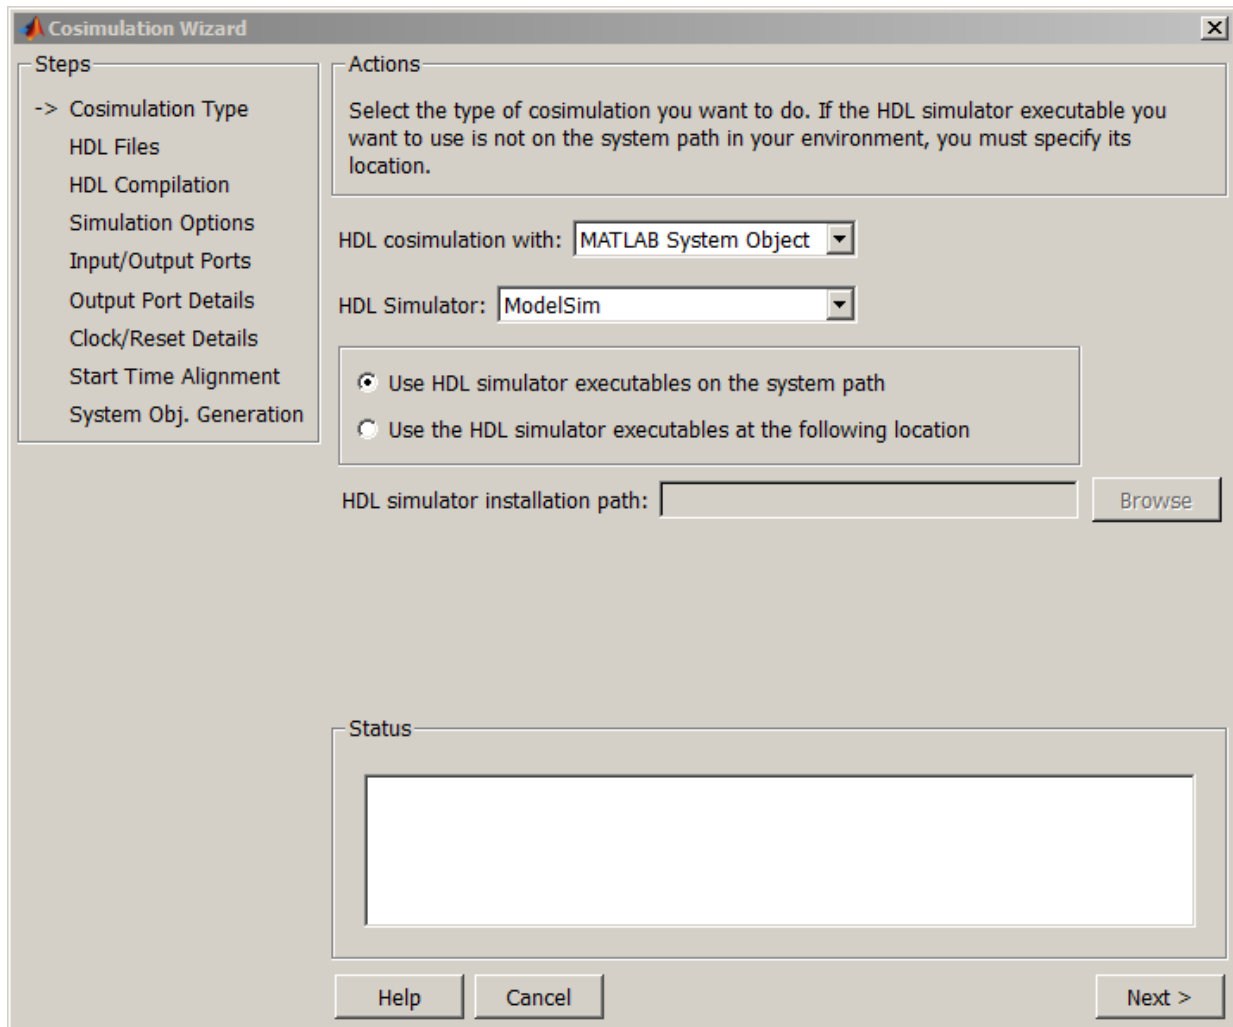 Cosimulation Wizard
Steps
-> Cosimulation Type
HDL Files
HDL Compilation
Simulation Options
Input/Output Ports
Output Port Details
Clock/Reset Details
Start Time Alignment
System Obj. Generation
Actions
Select the type of cosimulation you want to do. If the HDL simulator executable you
want to use is not on the system path in your environment, you must specify its
location.
HDL cosimulation with: MATLAB System Object
HDL Simulator: ModelSim
Use HDL simulator executables on the system path
Use the HDL simulator executables at the following location
HDL simulator installation path: Browse
Status
Help Cancel Next >